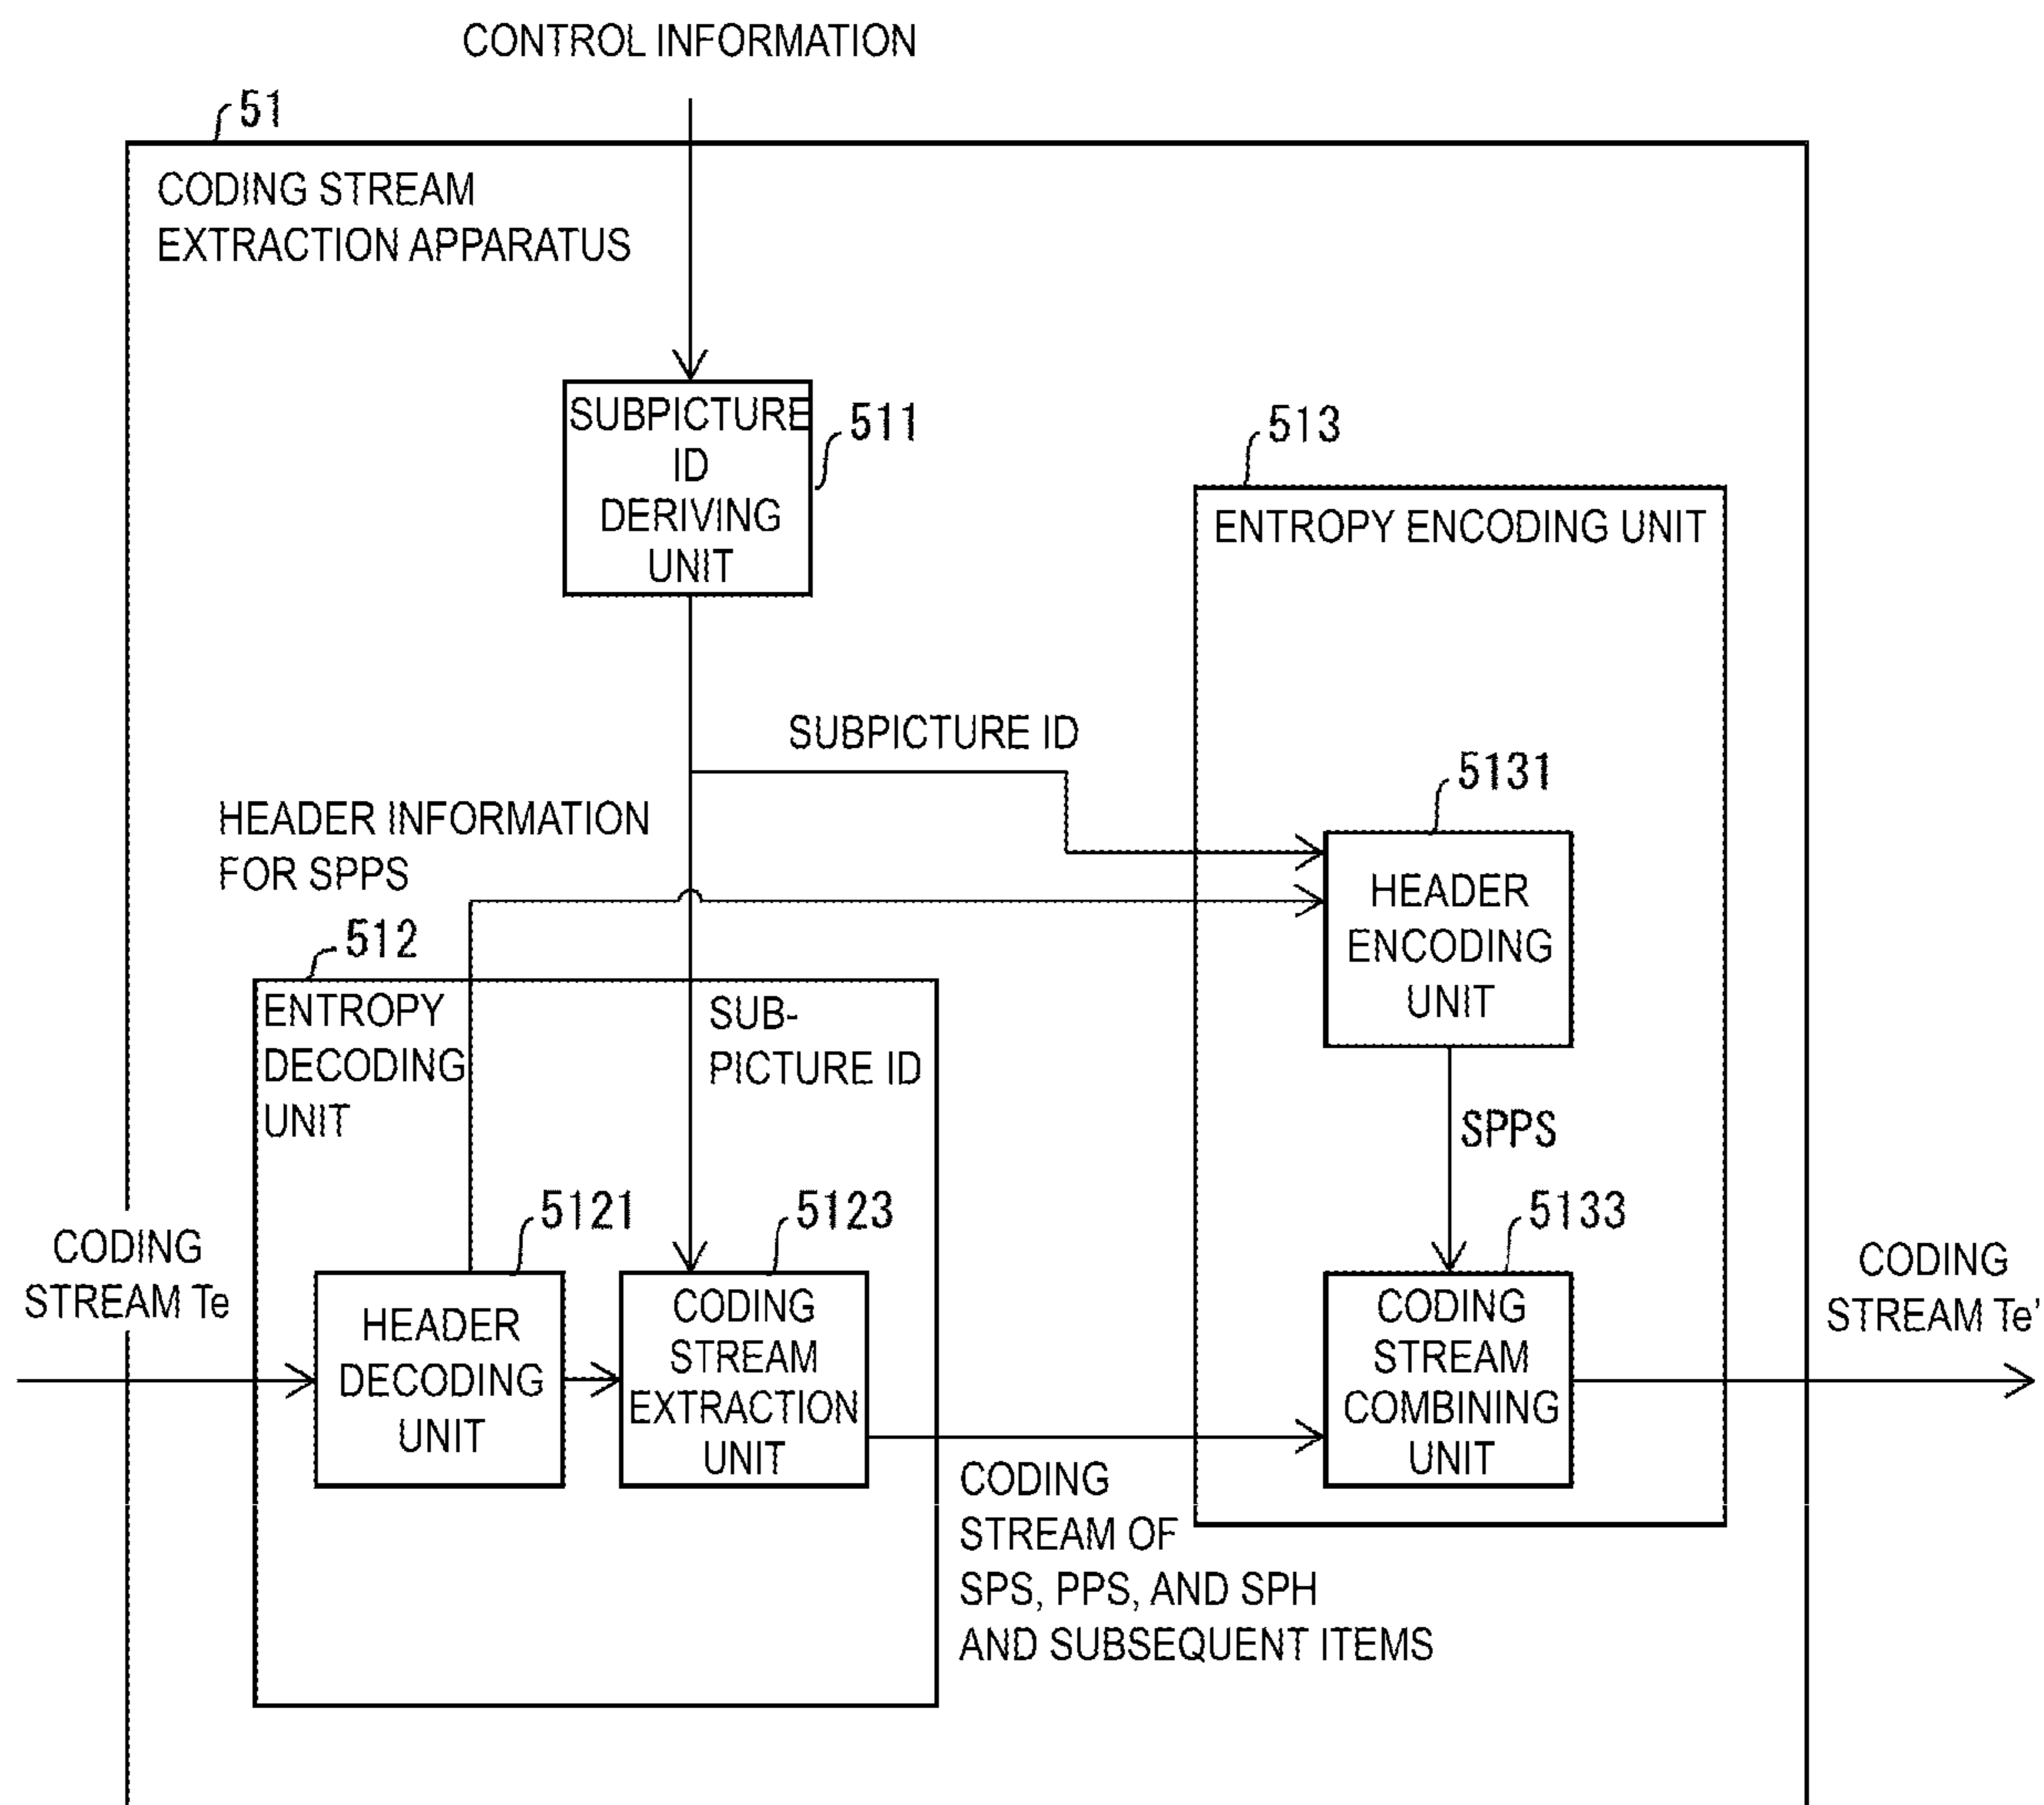 CONTROL INFORMATION
51
CODING STREAM
EXTRACTION APPARATUS
SUBPICTURE
ID
DERIVING
UNIT
511
513
ENTROPY ENCODING UNIT
SUBPICTURE ID
5131
HEADER INFORMATION
FOR SPPS
HEADER
ENCODING
UNIT
512
ENTROPY
DECODING
UNIT
SUB-
PICTURE ID
SPPS
5121
5123
5133
CODING
STREAM Te
HEADER
DECODING
UNIT
CODING
STREAM
EXTRACTION
UNIT
CODING
STREAM
COMBINING
UNIT
CODING
STREAM Te’
CODING
STREAM OF
SPS, PPS, AND SPH
AND SUBSEQUENT ITEMS